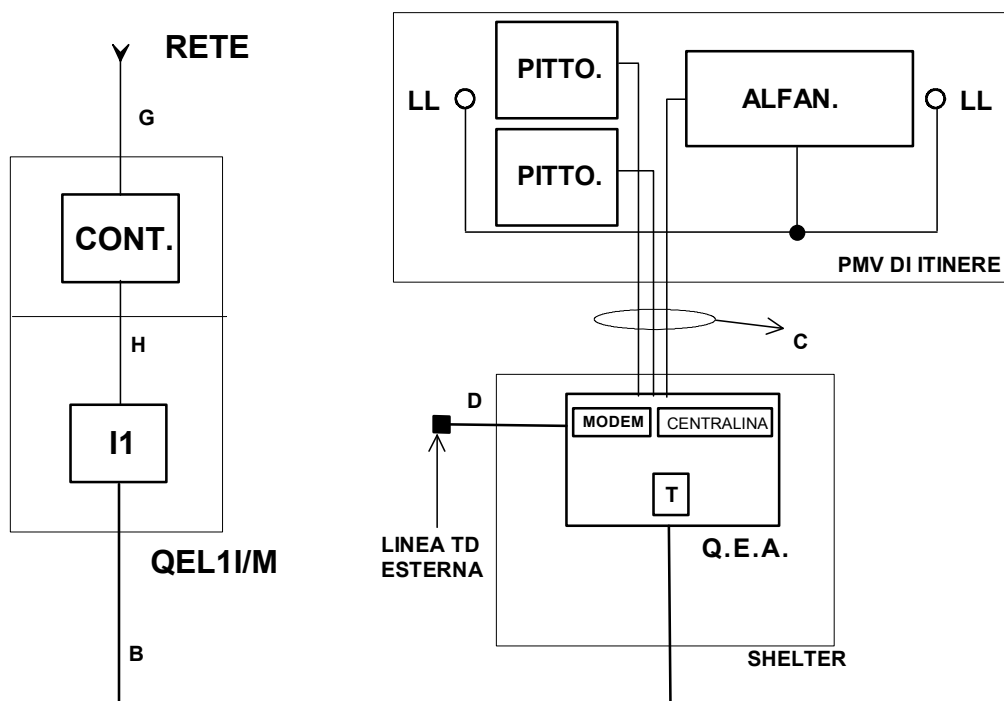 RETE
G
CONT.
H
I1
QEL1I/M
B
PITTO.
LL
ALFAN.
LL
PITTO.
PMV DI ITINERE
C
D
MODEM
CENTRALINA
T
LINEA TD
ESTERNA
Q.E.A.
SHELTER